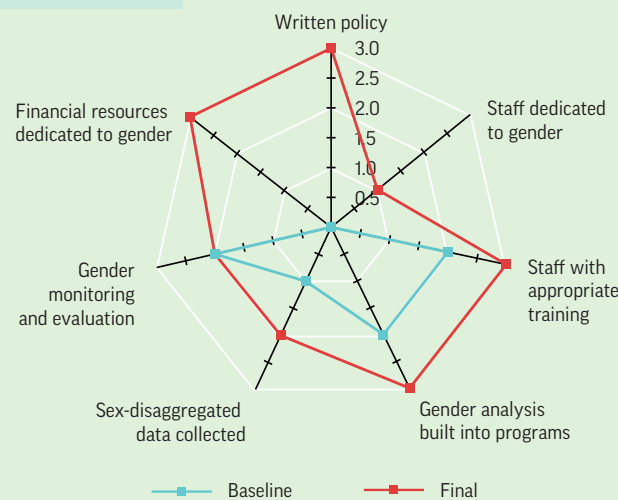 Written policy
3.0
2.5
2.0
1.5
1.0
0.5
Financial resources
dedicated to gender
Staff dedicated
to gender
Gender
monitoring
and evaluation
Staff with
appropriate
training
Sex-disaggregated
data collected
Gender analysis
built into programs
Baseline
Final